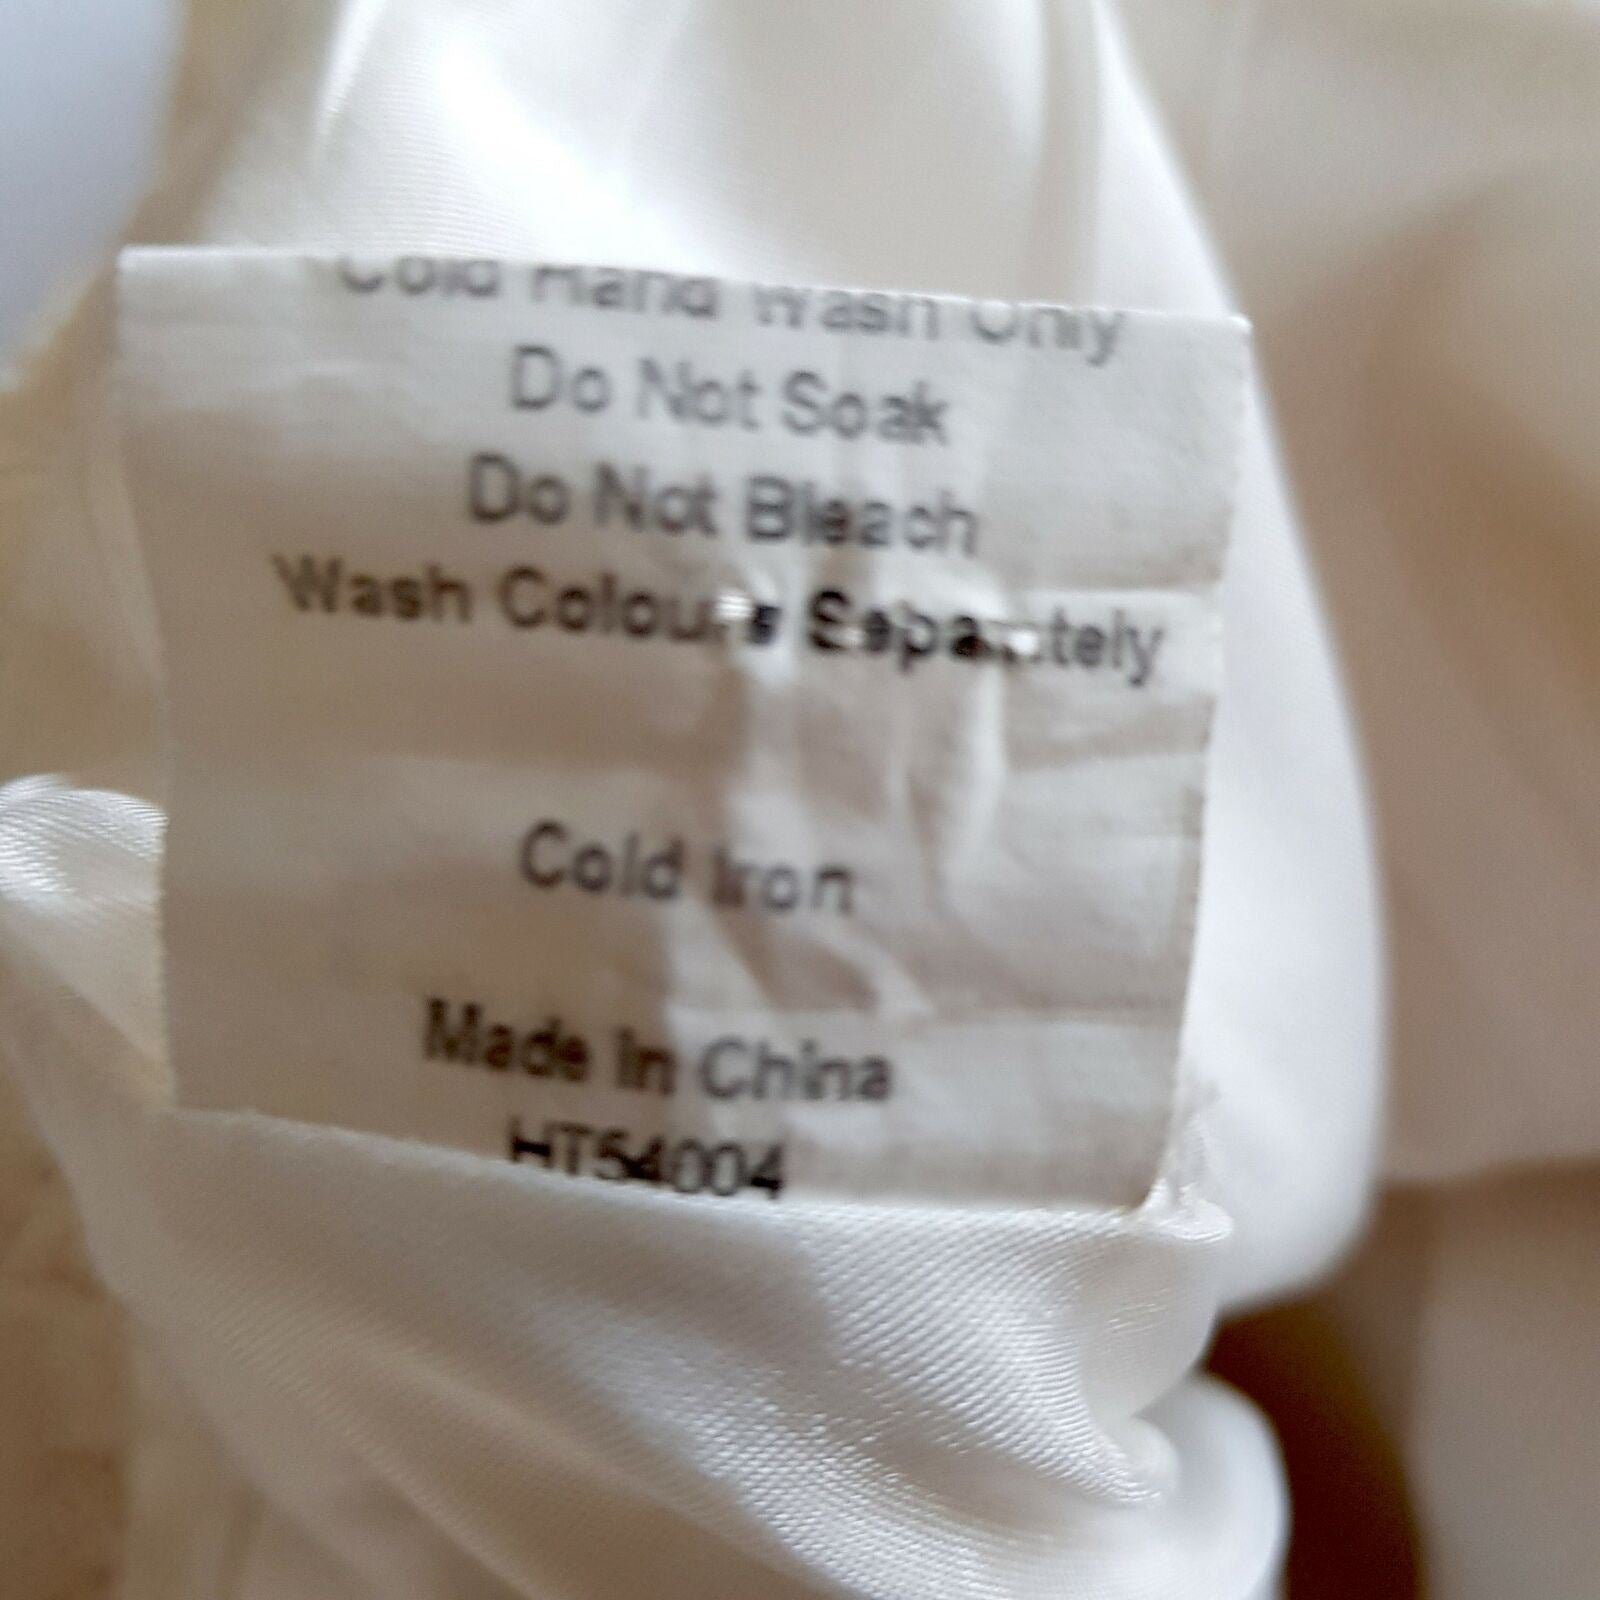 Cold Hand Wash Only
Do Not Soak
Do Not Bleach
Wash Colours Separately
Cold Iron
Made In China
HT54004